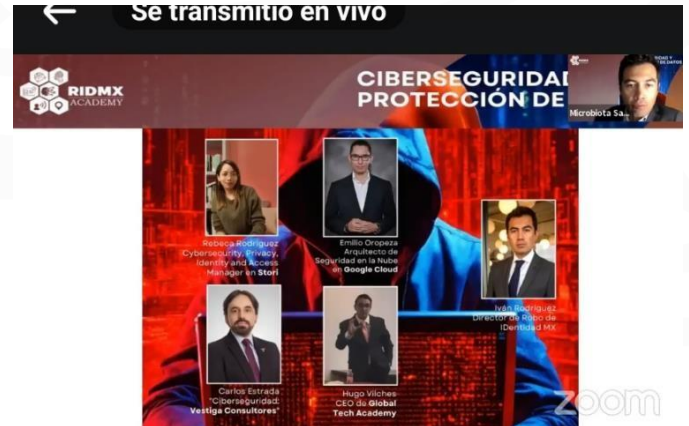 Se transmitió en vivo
RIDMX
ACADEMY
CIBERSEGURIDAD
PROTECCIÓN DE
Microbiota Sa...
Rebeca Rodríguez
Cybersecurity, Privacy,
Identity and Access
Manager en Stori
Emilio Oropeza
Arquitecto de
Seguridad en la Nube
en Google Cloud
Iván Rodríguez
Director de Robo de
IDentidad MX
Carlos Estrada
"Ciberseguridad:
Vestiga Consultores"
Hugo Vilches
CEO de Global
Tech Academy
zoom